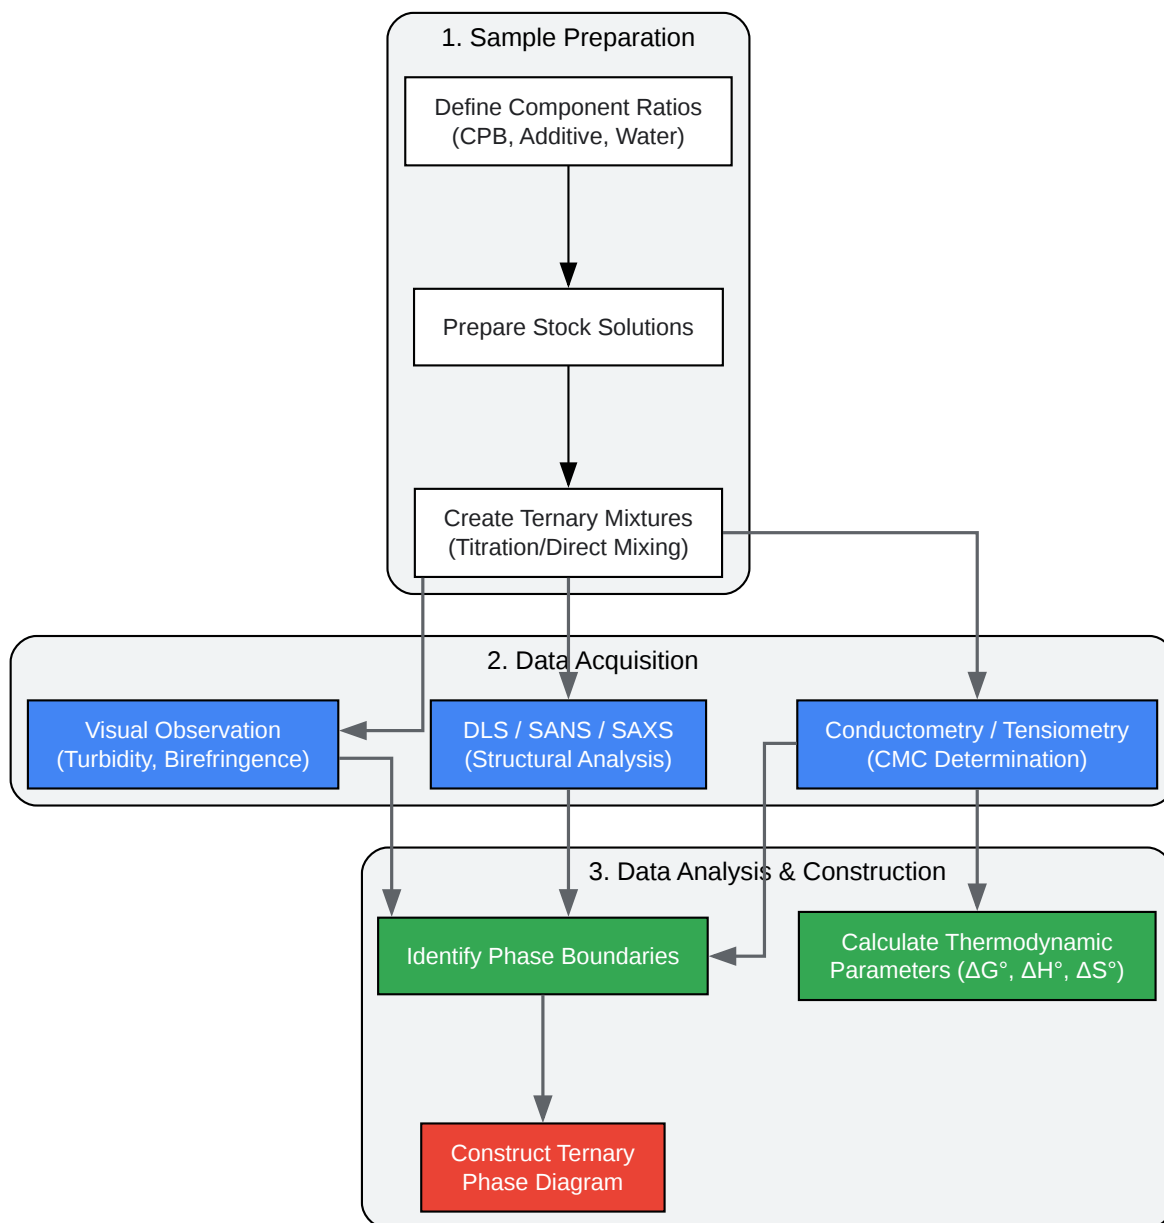 1. Sample Preparation
Define Component Ratios
(CPB, Additive, Water)
Prepare Stock Solutions
Create Ternary Mixtures
(Titration/Direct Mixing)
2. Data Acquisition
Visual Observation
(Turbidity, Birefringence)
DLS / SANS / SAXS
(Structural Analysis)
Conductometry / Tensiometry
(CMC Determination)
3. Data Analysis & Construction
Identify Phase Boundaries
Calculate Thermodynamic
Parameters (ΔG°, ΔH°, ΔS°)
Construct Ternary
Phase Diagram